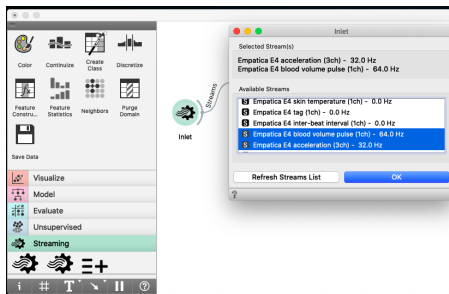 Color
Continuize
Create
Class
Discretize
Feature
Constru...
Feature
Statistics
Neighbors
Purge
Domain
Save Data
Visualize
Model
Evaluate
Unsupervised
Streaming
Streams
Inlet
Inlet
Selected Stream(s)
Empatica E4 acceleration (3ch) - 32.0 Hz
Empatica E4 blood volume pulse (1ch) - 64.0 Hz
Available Streams
S Empatica E4 skin temperature (1ch) - 0.0 Hz
S Empatica E4 tag (1ch) - 0.0 Hz
S Empatica E4 inter-beat interval (1ch) - 0.0 Hz
S Empatica E4 blood volume pulse (1ch) - 64.0 Hz
S Empatica E4 acceleration (3ch) - 32.0 Hz
Refresh Streams List
OK
?
i # T ?